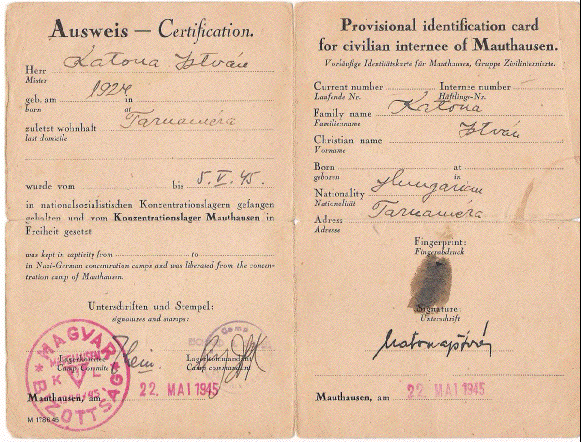 Ausweis — Certification.
Herr Katona István
Mister
1924
geb. am in
born at
Tarnaméra
zuletzt wohnhaft
last domicile
wurde vom bis 5. V. 45.
in nationalsozialistischen Konzentrationslagern gefangen
gehalten und vom Konzentrationslager Mauthausen in
Freiheit gesetzt
was kept is captivity from to
in Nazi-German concentration camps and was liberated from the concen-
tration camp of Mauthausen.
Unterschriften und Stempel:
signatures and stamps:
MAGYAR
BIZOTTSÁG
Camp Committe
Lagerkommandant
Camp commandant
Mauthausen, am 22. MAI 1945
Provisional identification card
for civilian internee of Mauthausen.
Vorläufige Identitätskarte für Mauthausen, Gruppe Zivilinternierte.
Current number Internee number
Laufende Nr. Häftlings-Nr.
Family name Katona
Familienname
Christian name István
Vorname
Born at
geboren in
Nationality Hungarian
Nationalität
Adress Tarnaméra
Adresse
Fingerprint:
Fingerabdruck
Signature:
Unterschrift
Katona István
Mauthausen, am 22 MAI 1945